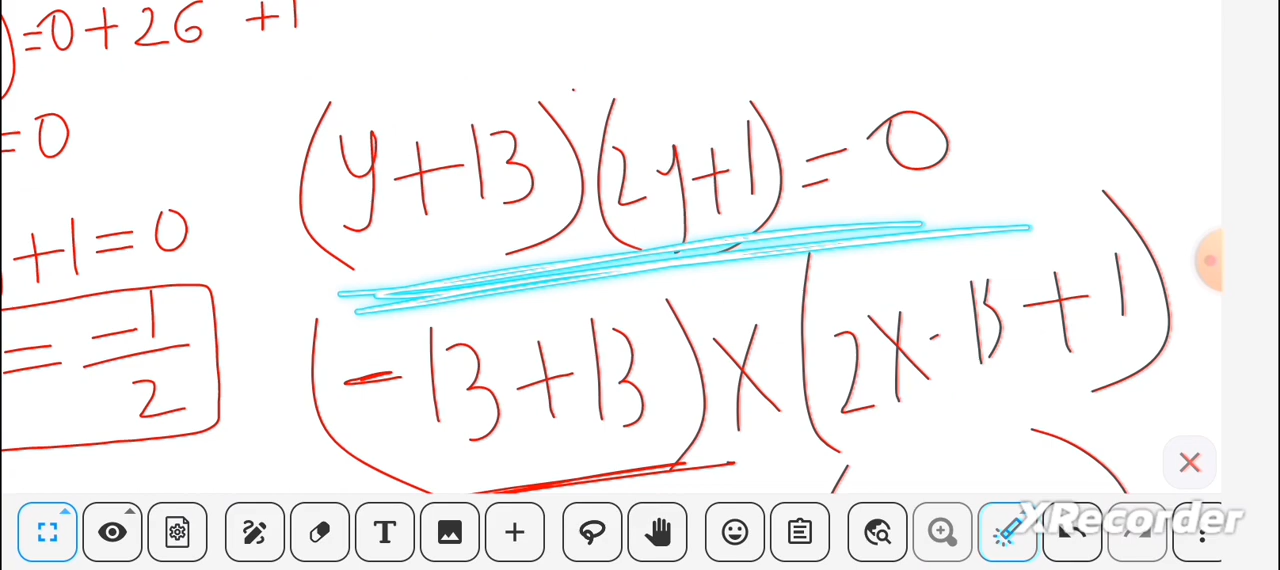 )=0+26 +1
=0
(y+13)(2y+1)=0
+1=0
= -1/2
(-13+13)×(2×-13+1)
T
XRecorder